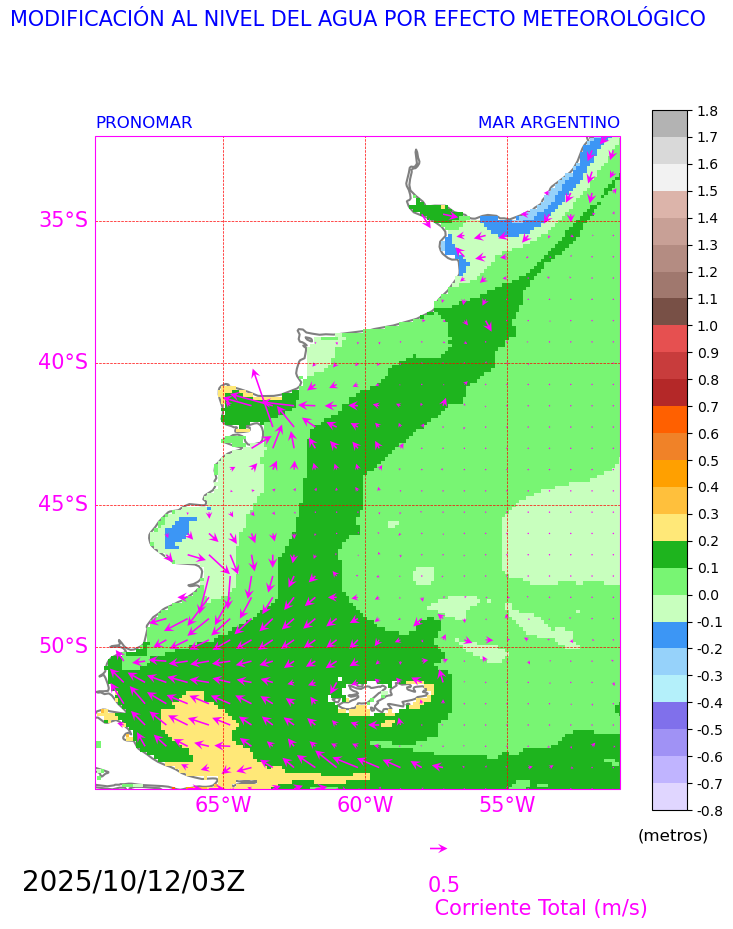 MODIFICACIÓN AL NIVEL DEL AGUA POR EFECTO METEOROLÓGICO
PRONOMAR MAR ARGENTINO
35°S
40°S
45°S
50°S
65°W 60°W 55°W
1.8
1.7
1.6
1.5
1.4
1.3
1.2
1.1
1.0
0.9
0.8
0.7
0.6
0.5
0.4
0.3
0.2
0.1
0.0
-0.1
-0.2
-0.3
-0.4
-0.5
-0.6
-0.7
-0.8
(metros)
2025/10/12/03Z
0.5
Corriente Total (m/s)